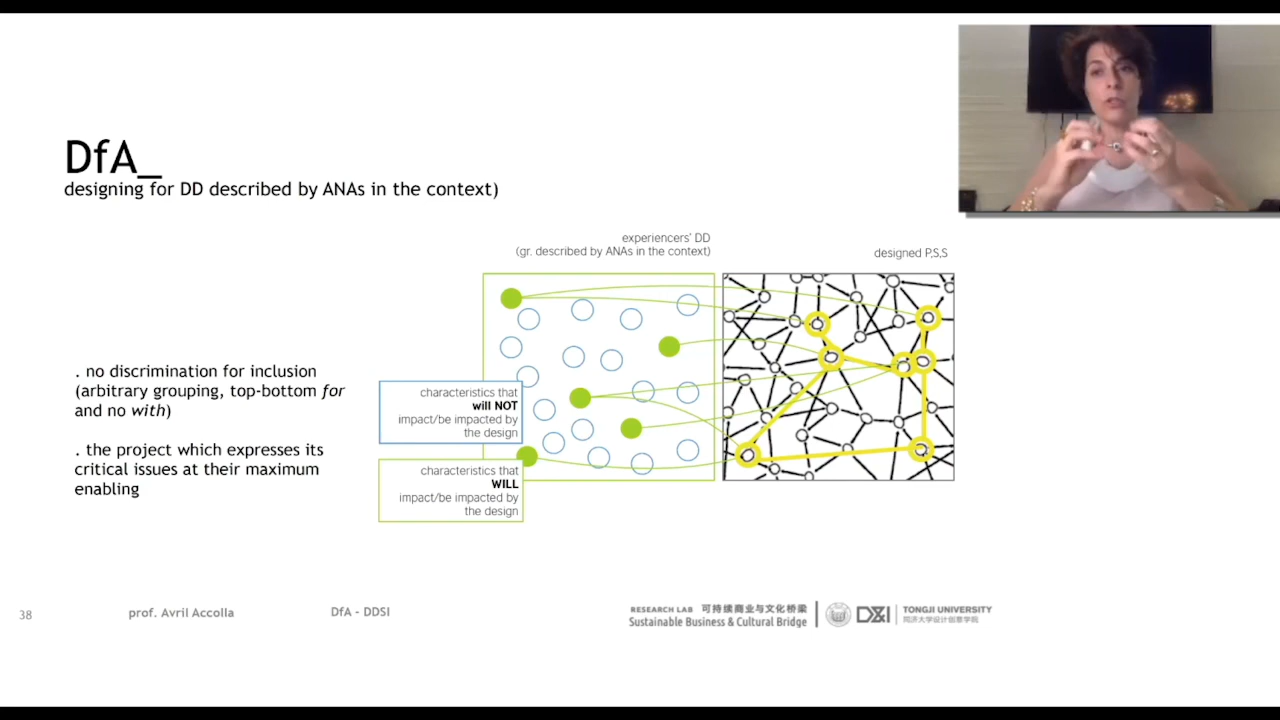 DfA_
designing for DD described by ANAs in the context)
experiencers' DD
(gr. described by ANAs in the context)
designed P,S,S
. no discrimination for inclusion
(arbitrary grouping, top-bottom for
and no with)
. the project which expresses its
critical issues at their maximum
enabling
characteristics that
will NOT
impact/be impacted by
the design
characteristics that
WILL
impact/be impacted by
the design
38
prof. Avril Accolla
DfA - DDSI
RESEARCH LAB 可持续商业与文化桥梁
Sustainable Business & Cultural Bridge
D&I
TONGJI UNIVERSITY
同济大学设计创意学院